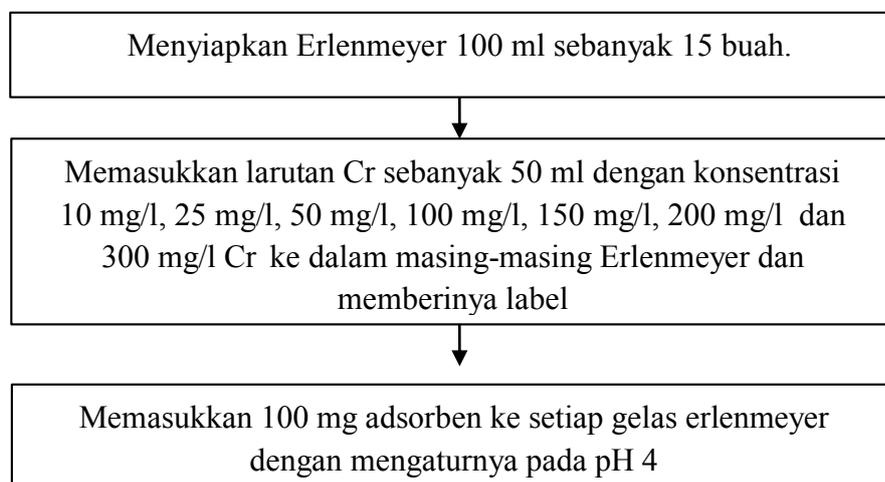 Menyiapkan Erlenmeyer 100 ml sebanyak 15 buah.
Memasukkan larutan Cr sebanyak 50 ml dengan konsentrasi
10 mg/l, 25 mg/l, 50 mg/l, 100 mg/l, 150 mg/l, 200 mg/l dan
300 mg/l Cr ke dalam masing-masing Erlenmeyer dan
memberinya label
Memasukkan 100 mg adsorben ke setiap gelas erlenmeyer
dengan mengaturnya pada pH 4